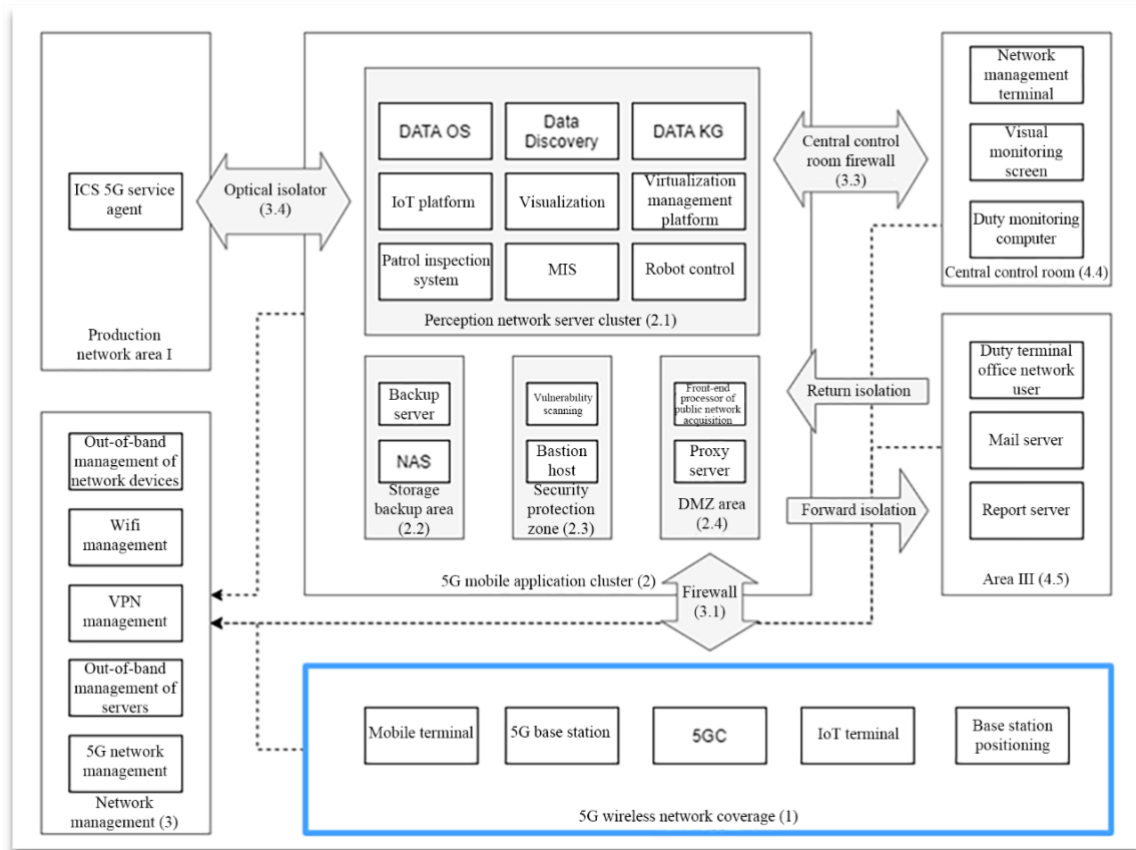 ICS 5G service
agent
Production
network area I
Optical isolator
(3.4)
DATA OS
Data
Discovery
DATA KG
IoT platform
Visualization
Virtualization
management
platform
Patrol inspection
system
MIS
Robot control
Perception network server cluster (2.1)
Backup
server
NAS
Storage
backup area
(2.2)
Vulnerability
scanning
Bastion
host
Security
protection
zone (2.3)
Front-end
processor of
public network
acquisition
Proxy
server
DMZ area
(2.4)
5G mobile application cluster (2)
Central control
room firewall
(3.3)
Network
management
terminal
Visual
monitoring
screen
Duty monitoring
computer
Central control room (4.4)
Return isolation
Forward isolation
Duty terminal
office network
user
Mail server
Report server
Area III (4.5)
Firewall
(3.1)
Out-of-band
management of
network devices
Wifi
management
VPN
management
Out-of-band
management of
servers
5G network
management
Network
management (3)
Mobile terminal
5G base station
5GC
IoT terminal
Base station
positioning
5G wireless network coverage (1)